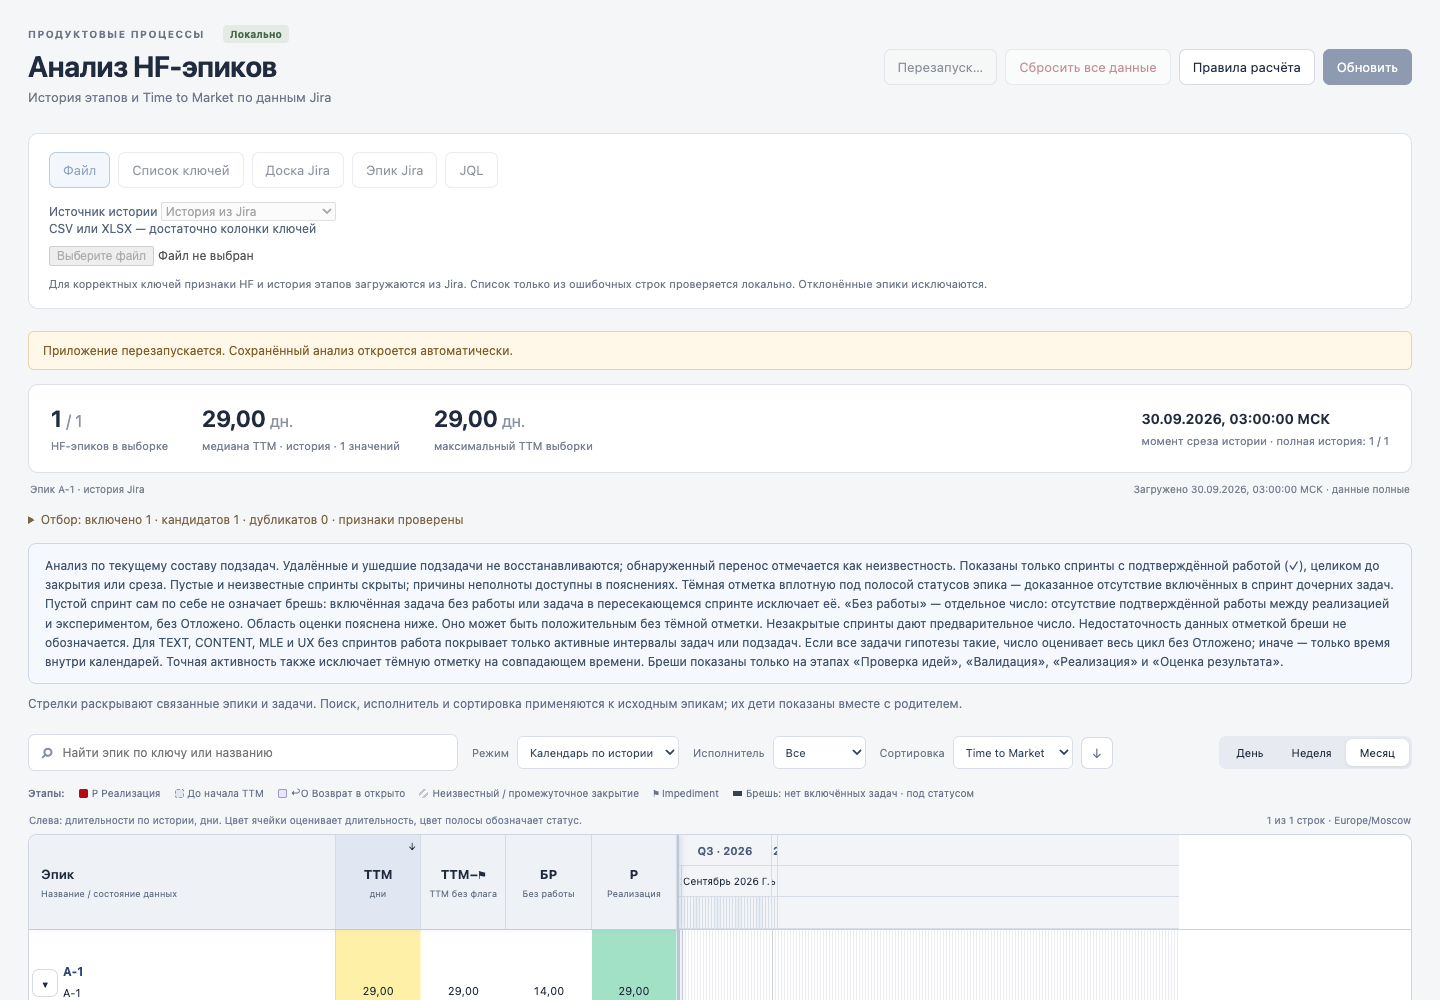 ПРОДУКТОВЫЕ ПРОЦЕССЫ Локально
Анализ HF-эпиков
История этапов и Time to Market по данным Jira
Перезапуск... Сбросить все данные Правила расчёта Обновить
Файл Список ключей Доска Jira Эпик Jira JQL
Источник истории История из Jira
CSV или XLSX — достаточно колонки ключей
Выберите файл Файл не выбран
Для корректных ключей признаки HF и история этапов загружаются из Jira. Список только из ошибочных строк проверяется локально. Отклонённые эпики исключаются.
Приложение перезапускается. Сохранённый анализ откроется автоматически.
1 / 1 29,00 дн. 29,00 дн. 30.09.2026, 03:00:00 МСК
HF-эпиков в выборке медиана ТТМ · история · 1 значений максимальный ТТМ выборки момент среза истории · полная история: 1 / 1
Эпик A-1 · история Jira Загружено 30.09.2026, 03:00:00 МСК · данные полные
▶ Отбор: включено 1 · кандидатов 1 · дубликатов 0 · признаки проверены
Анализ по текущему составу подзадач. Удалённые и ушедшие подзадачи не восстанавливаются; обнаруженный перенос отмечается как неизвестность. Показаны только спринты с подтверждённой работой (✓), целиком до
закрытия или среза. Пустые и неизвестные спринты скрыты; причины неполноты доступны в пояснениях. Тёмная отметка вплотную под полосой статусов эпика — доказанное отсутствие включённых в спринт дочерних задач.
Пустой спринт сам по себе не означает брешь: включённая задача без работы или задача в пересекающемся спринте исключает её. «Без работы» — отдельное число: отсутствие подтверждённой работы между реализацией
и экспериментом, без Отложено. Область оценки пояснена ниже. Оно может быть положительным без тёмной отметки. Незакрытые спринты дают предварительное число. Недостаточность данных отметкой бреши не
обозначается. Для TEXT, CONTENT, MLE и UX без спринтов работа покрывает только активные интервалы задач или подзадач. Если все задачи гипотезы такие, число оценивает весь цикл без Отложено; иначе — только время
внутри календарей. Точная активность также исключает тёмную отметку на совпадающем времени. Бреши показаны только на этапах «Проверка идей», «Валидация», «Реализация» и «Оценка результата».
Стрелки раскрывают связанные эпики и задачи. Поиск, исполнитель и сортировка применяются к исходным эпикам; их дети показаны вместе с родителем.
Найти эпик по ключу или названию Режим Календарь по истории Исполнитель Все Сортировка Time to Market ↓ День Неделя Месяц
Этапы: Р Реализация До начала ТТМ ↩О Возврат в открыто Неизвестный / промежуточное закрытие ⚑ Impediment Брешь: нет включённых задач · под статусом
Слева: длительности по истории, дни. Цвет ячейки оценивает длительность, цвет полосы обозначает статус. 1 из 1 строк · Europe/Moscow
↓
Q3 · 2026
Сентябрь 2026 г.
Эпик ТТМ ТТМ–⚑ БР Р
Название / состояние данных дни ТТМ без флага Без работы Реализация
▼ A-1
A-1
29,00 29,00 14,00 29,00